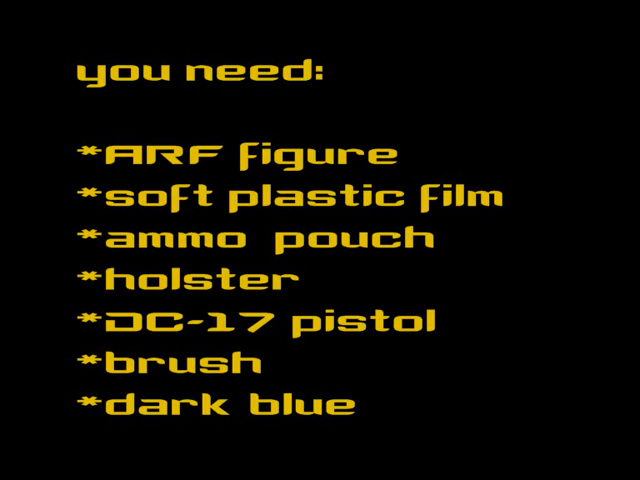 you need:
*ARF figure
*soft plastic film
*ammo pouch
*holster
*DC-17 pistol
*brush
*dark blue